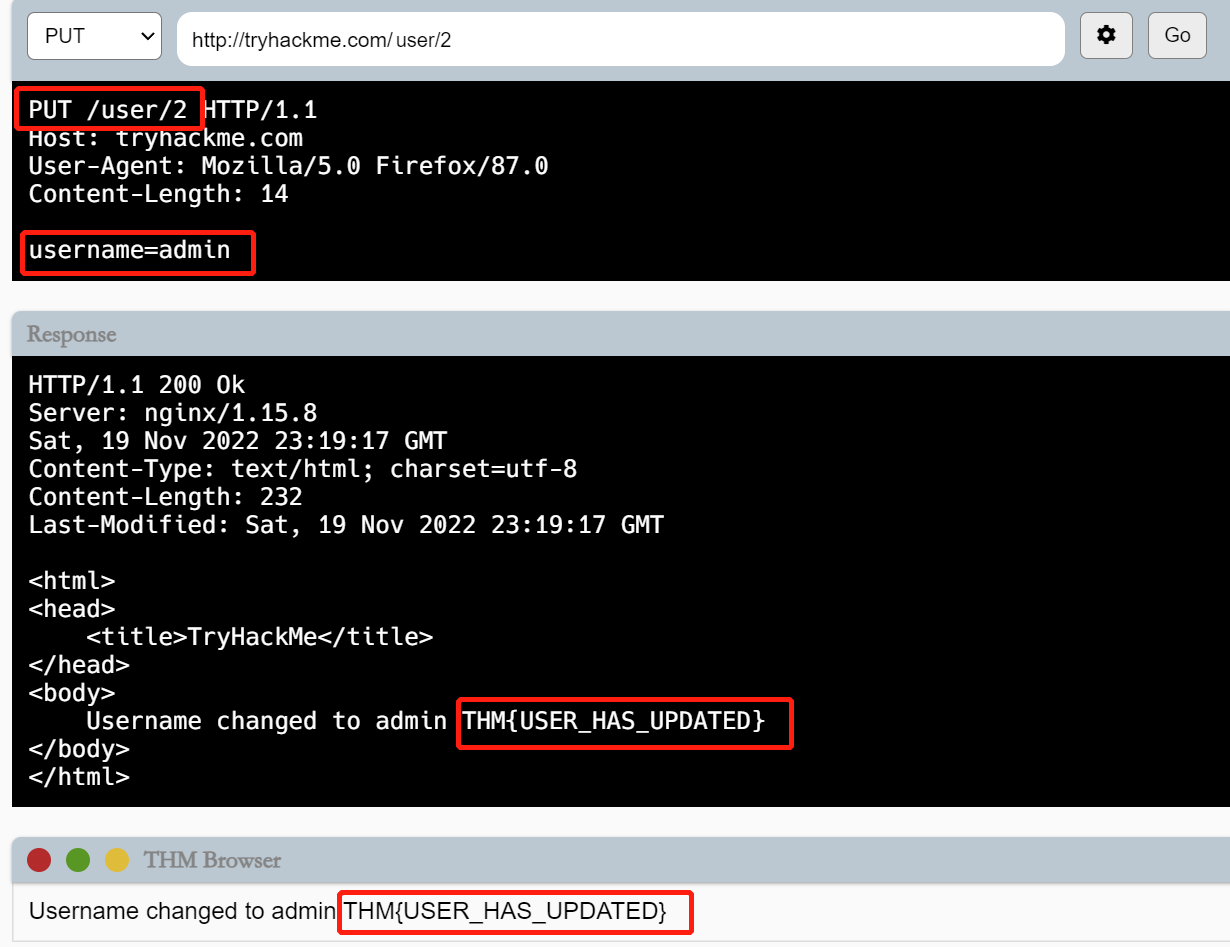 PUT
http://tryhackme.com/ user/2
Go
PUT /user/2 HTTP/1.1
Host: tryhackme.com
User-Agent: Mozilla/5.0 Firefox/87.0
Content-Length: 14
username=admin
Response
HTTP/1.1 200 Ok
Server: nginx/1.15.8
Sat, 19 Nov 2022 23:19:17 GMT
Content-Type: text/html; charset=utf-8
Content-Length: 232
Last-Modified: Sat, 19 Nov 2022 23:19:17 GMT
<html>
<head>
    <title>TryHackMe</title>
</head>
<body>
    Username changed to admin THM{USER_HAS_UPDATED}
</body>
</html>
THM Browser
Username changed to admin THM{USER_HAS_UPDATED}